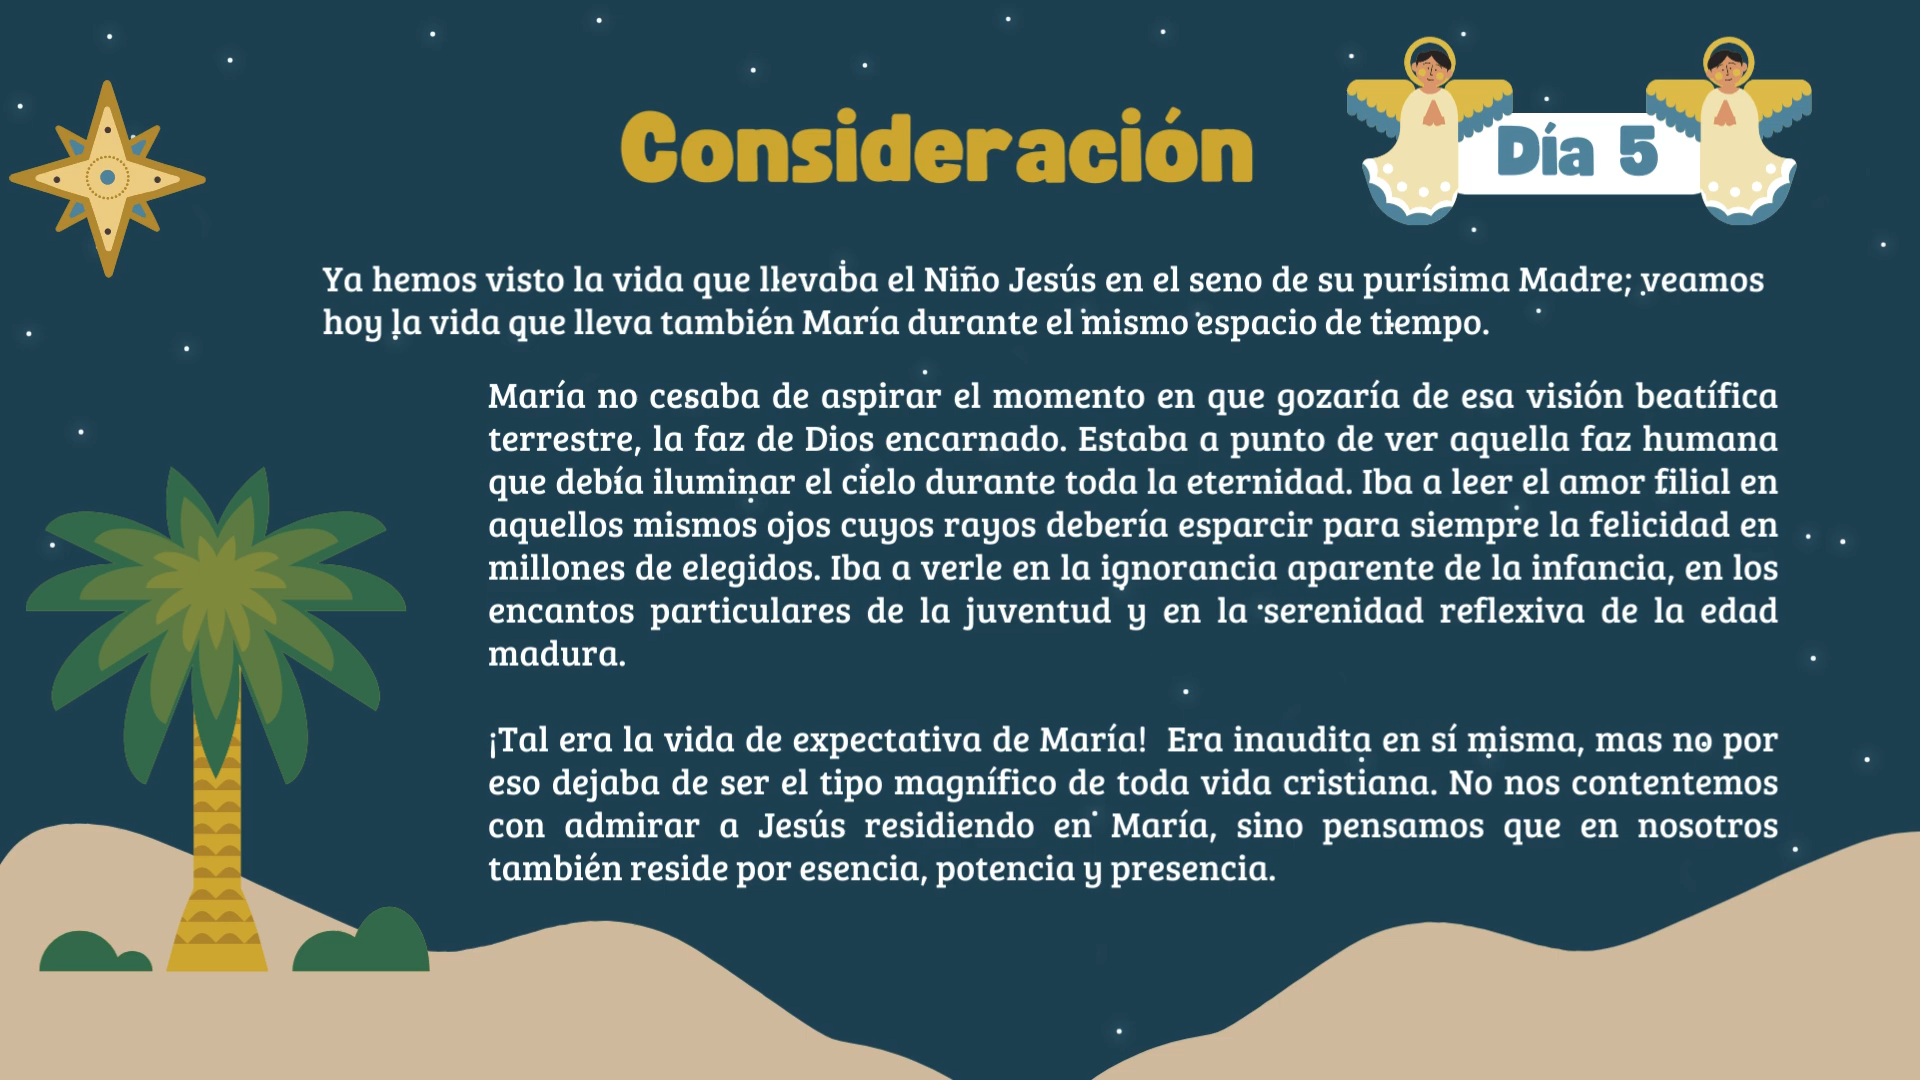 Consideración
Día 5
Ya hemos visto la vida que llevaba el Niño Jesús en el seno de su purísima Madre; veamos
hoy la vida que lleva también María durante el mismo espacio de tiempo.
María no cesaba de aspirar el momento en que gozaría de esa visión beatífica
terrestre, la faz de Dios encarnado. Estaba a punto de ver aquella faz humana
que debía iluminar el cielo durante toda la eternidad. Iba a leer el amor filial en
aquellos mismos ojos cuyos rayos debería esparcir para siempre la felicidad en
millones de elegidos. Iba a verle en la ignorancia aparente de la infancia, en los
encantos particulares de la juventud y en la serenidad reflexiva de la edad
madura.
¡Tal era la vida de expectativa de María!  Era inaudita en sí misma, mas no por
eso dejaba de ser el tipo magnífico de toda vida cristiana. No nos contentemos
con admirar a Jesús residiendo en María, sino pensamos que en nosotros
también reside por esencia, potencia y presencia.